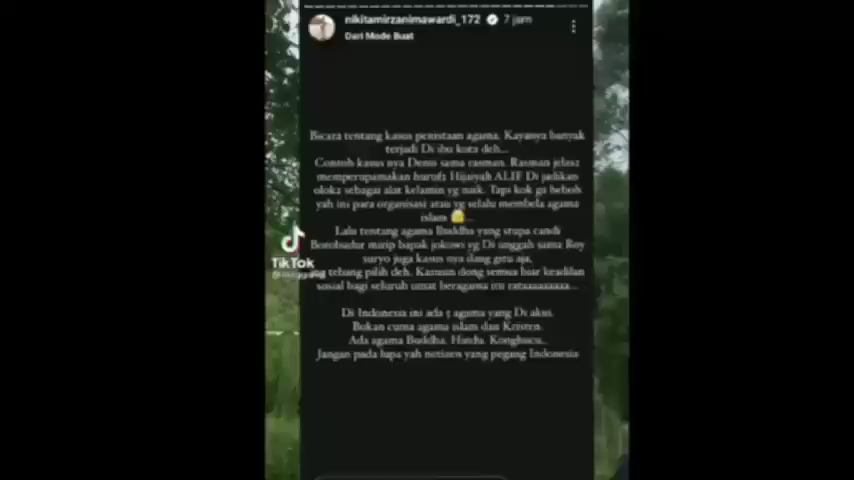 nikitamirzanimawardi_172 7 jam
Dari Mode Buat
Bicara tentang kasus penistaan agama. Kayanya banyak
terjadi Di ibu kota deh...
Contoh kasus nya Denis sama rasman. Rasman jelasz
memperupamakan hurufz Hijaiyah ALIF Di jadikan
oloka sebagai alat kelamin yg naik. Tapi kok ga heboh
yah ini para organisasi atau yg selalu membela agama
islam
Lalu tentang agama Buddha yang stupa candi
Borobudur mirip bapak jokowi yg Di unggah sama Roy
suryo juga kasus nya ilang gitu aja.
tebang pilih deh. Kasusin dong semua biar keadilan
sosial bagi seluruh umat beragama itu rataaaaaaaaaa...
Di Indonesia ini ada 5 agama yang Di akui.
Bukan cuma agama islam dan Kristen.
Ada agama Buddha. Hindu. Konghucu..
Jangan pada lupa yah netizen yang pegang Indonesia
TikTok